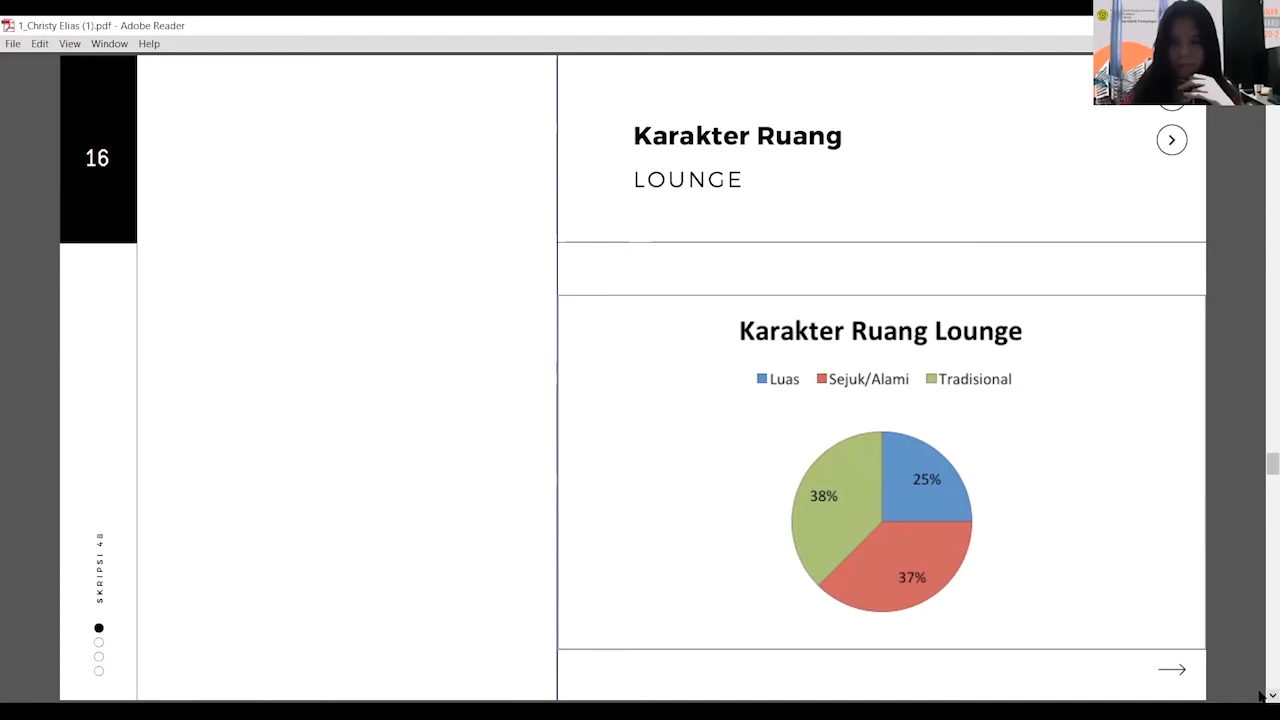 1_Christy Elias (1).pdf - Adobe Reader
File Edit View Window Help
16
Karakter Ruang
LOUNGE
Karakter Ruang Lounge
Luas Sejuk/Alami Tradisional
25%
38%
37%
SKRIPSI 48